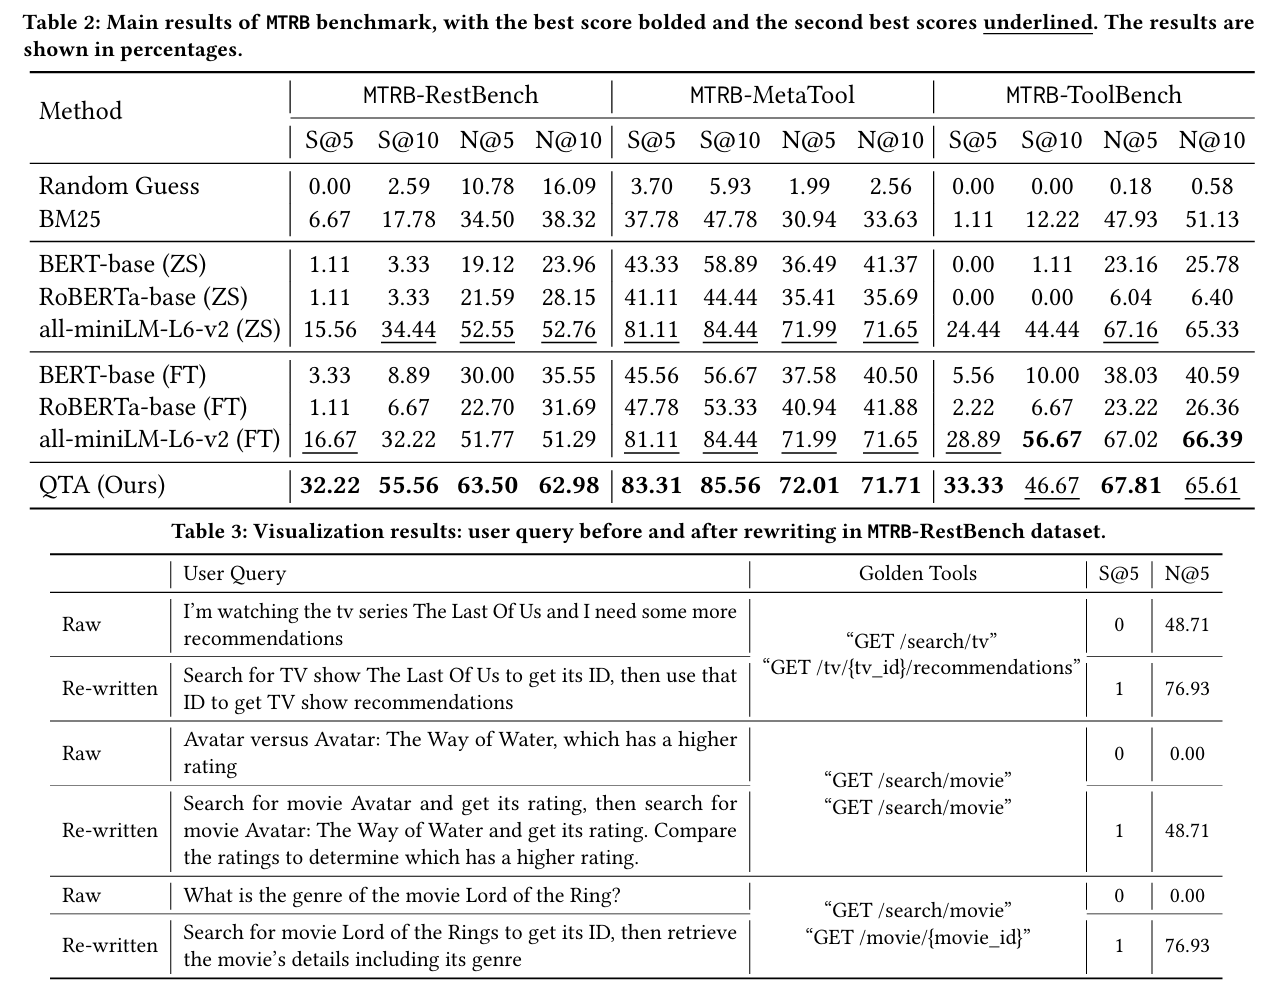 Table 2: Main results of MTRB benchmark, with the best score bolded and the second best scores underlined. The results are
shown in percentages.
Method MTRB-RestBench MTRB-MetaTool MTRB-ToolBench
S@5 S@10 N@5 N@10 S@5 S@10 N@5 N@10 S@5 S@10 N@5 N@10
Random Guess 0.00 2.59 10.78 16.09 3.70 5.93 1.99 2.56 0.00 0.00 0.18 0.58
BM25 6.67 17.78 34.50 38.32 37.78 47.78 30.94 33.63 1.11 12.22 47.93 51.13
BERT-base (ZS) 1.11 3.33 19.12 23.96 43.33 58.89 36.49 41.37 0.00 1.11 23.16 25.78
RoBERTa-base (ZS) 1.11 3.33 21.59 28.15 41.11 44.44 35.41 35.69 0.00 0.00 6.04 6.40
all-miniLM-L6-v2 (ZS) 15.56 34.44 52.55 52.76 81.11 84.44 71.99 71.65 24.44 44.44 67.16 65.33
BERT-base (FT) 3.33 8.89 30.00 35.55 45.56 56.67 37.58 40.50 5.56 10.00 38.03 40.59
RoBERTa-base (FT) 1.11 6.67 22.70 31.69 47.78 53.33 40.94 41.88 2.22 6.67 23.22 26.36
all-miniLM-L6-v2 (FT) 16.67 32.22 51.77 51.29 81.11 84.44 71.99 71.65 28.89 56.67 67.02 66.39
QTA (Ours) 32.22 55.56 63.50 62.98 83.31 85.56 72.01 71.71 33.33 46.67 67.81 65.61
Table 3: Visualization results: user query before and after rewriting in MTRB-RestBench dataset.
User Query Golden Tools S@5 N@5
Raw I'm watching the tv series The Last Of Us and I need some more
recommendations
0 48.71
"GET /search/tv"
"GET /tv/{tv_id}/recommendations"
Re-written Search for TV show The Last Of Us to get its ID, then use that
ID to get TV show recommendations
1 76.93
Raw Avatar versus Avatar: The Way of Water, which has a higher
rating
0 0.00
"GET /search/movie"
"GET /search/movie"
Re-written Search for movie Avatar and get its rating, then search for
movie Avatar: The Way of Water and get its rating. Compare
the ratings to determine which has a higher rating.
1 48.71
Raw What is the genre of the movie Lord of the Ring? 0 0.00
"GET /search/movie"
"GET /movie/{movie_id}"
Re-written Search for movie Lord of the Rings to get its ID, then retrieve
the movie's details including its genre
1 76.93